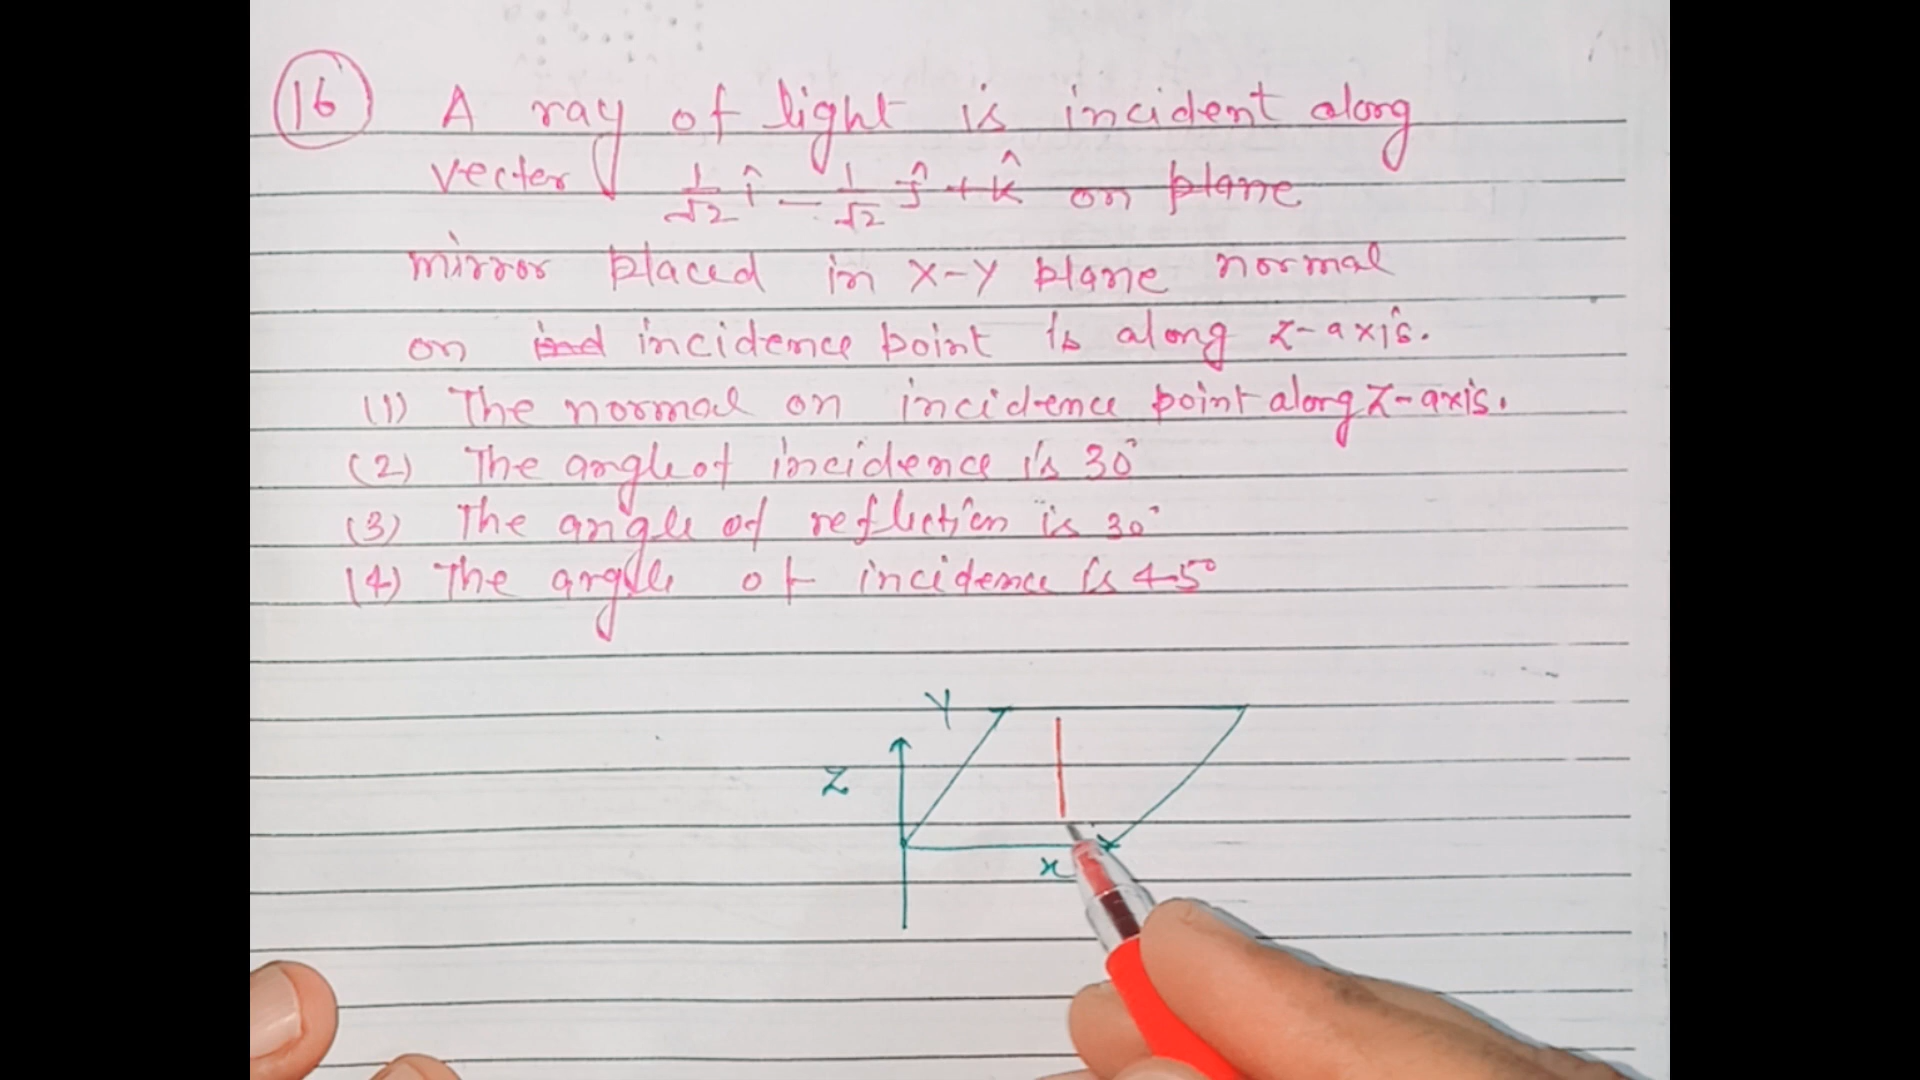 16 A ray of light is incident along
vecter 1/√2 î - 1/√2 ĵ + k̂ on plane
mirror placed in X-Y plane normal
on incidence point is along Z-axis.
(1) The normal on incidence point along Z-axis.
(2) The angle of incidence is 30°
(3) The angle of reflection is 30°
(4) The angle of incidence is 45°
Y
Z
x